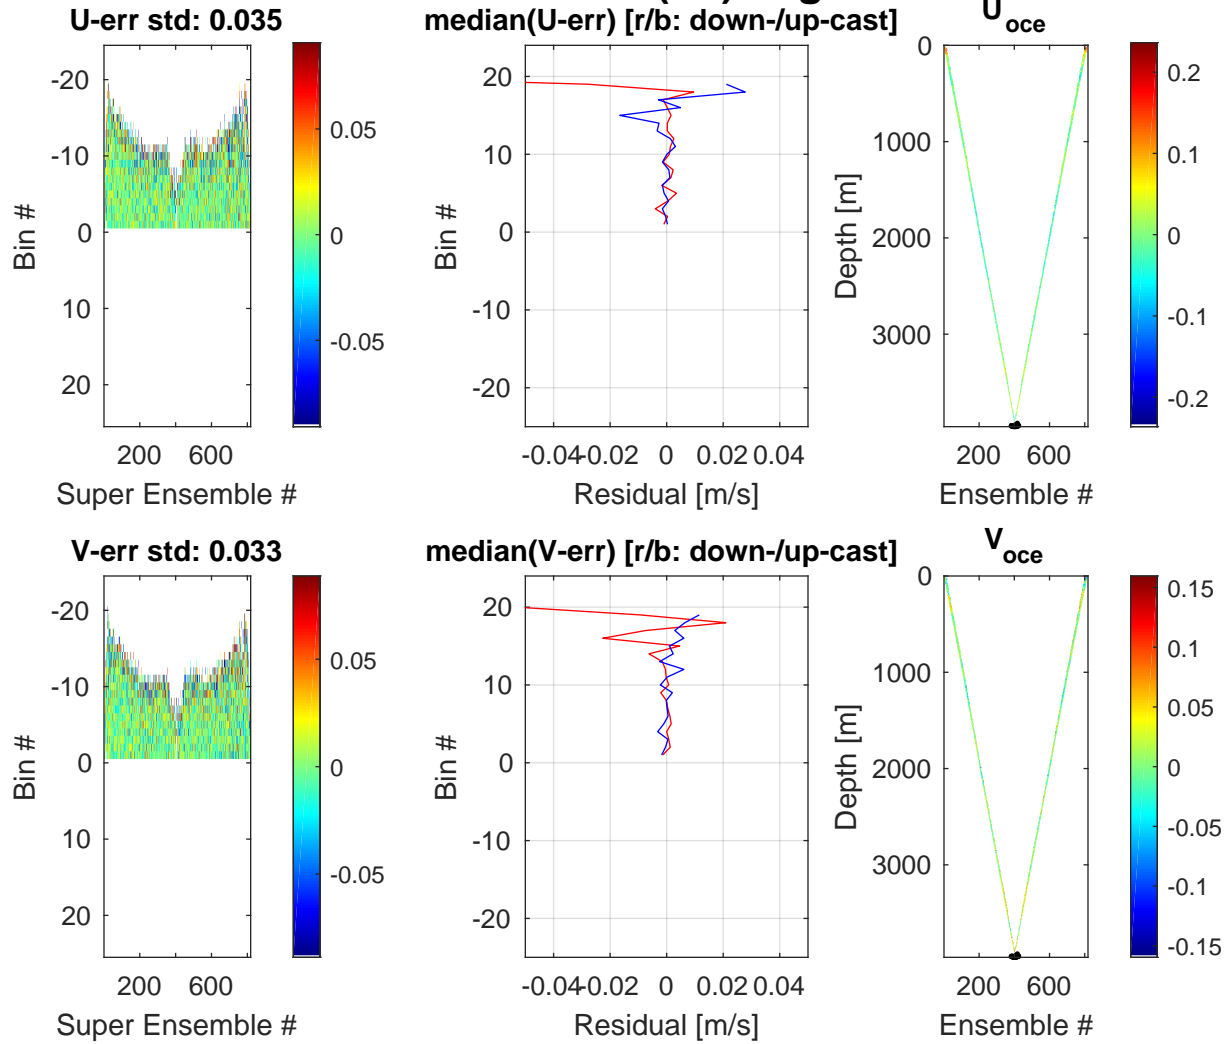 U-err std: 0.035
-20
-10
0
10
20
200 600
Bin #
Super Ensemble #
0.05
0
-0.05
median(U-err) [r/b: down-/up-cast]
20
10
0
-10
-20
-0.04 -0.02 0 0.02 0.04
Bin #
Residual [m/s]
U oce
0
1000
2000
3000
200 600
Depth [m]
Ensemble #
0.2
0.1
0
-0.1
-0.2
V-err std: 0.033
-20
-10
0
10
20
200 600
Bin #
Super Ensemble #
0.05
0
-0.05
median(V-err) [r/b: down-/up-cast]
20
10
0
-10
-20
-0.04 -0.02 0 0.02 0.04
Bin #
Residual [m/s]
V oce
0
1000
2000
3000
200 600
Depth [m]
Ensemble #
0.15
0.1
0.05
0
-0.05
-0.1
-0.15